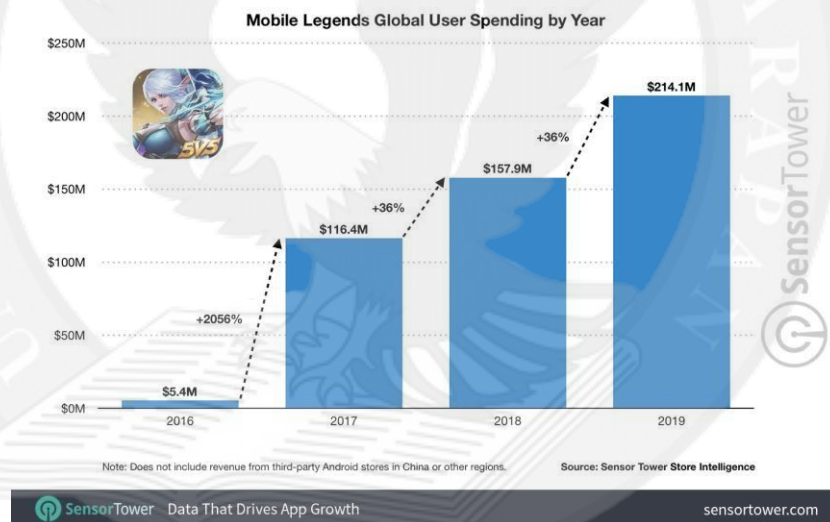 Mobile Legends Global User Spending by Year
$250M
$200M
$150M
$100M
$50M
$0M
5V5
$5.4M
+2056%
$116.4M
+36%
$157.9M
+36%
$214.1M
2016 2017 2018 2019
Note: Does not include revenue from third-party Android stores in China or other regions. Source: Sensor Tower Store Intelligence
SensorTower
SensorTower Data That Drives App Growth sensortower.com